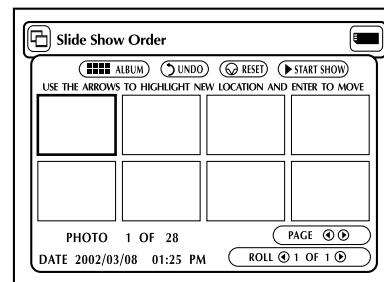 Slide Show Order
ALBUM UNDO RESET START SHOW
USE THE ARROWS TO HIGHLIGHT NEW LOCATION AND ENTER TO MOVE
PHOTO 1 OF 28
PAGE
DATE 2002/03/08 01:25 PM
ROLL 1 OF 1